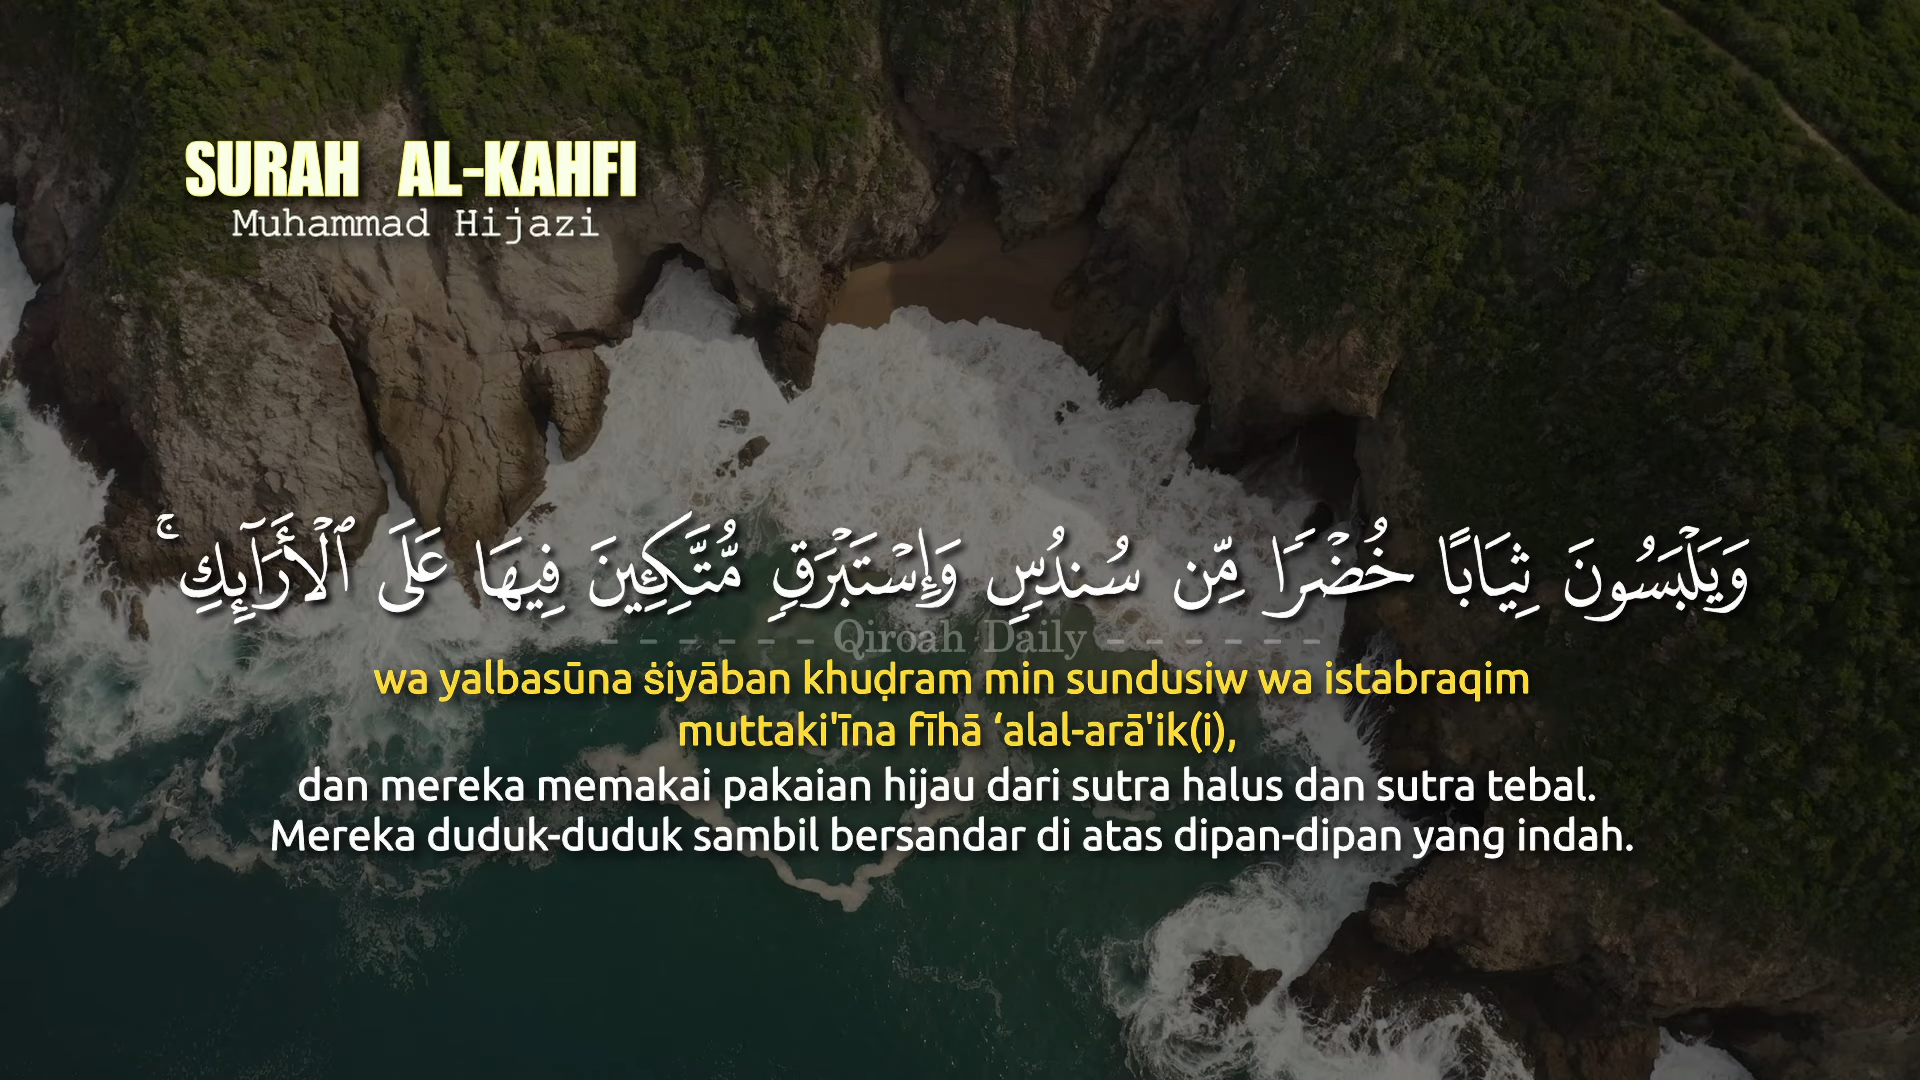 SURAH AL-KAHFI
Muhammad Hijazi
وَيَلْبَسُونَ ثِيَابًا خُضْرًا مِّن سُندُسٍ وَإِسْتَبْرَقٍ مُّتَّكِـِٔينَ فِيهَا عَلَى ٱلْأَرَآئِكِ ۚ
- - - - - - Qiroah Daily - - - - - -
wa yalbasūna ṡiyāban khuḍram min sundusiw wa istabraqim
muttaki'īna fīhā ‘alal-arā'ik(i),
dan mereka memakai pakaian hijau dari sutra halus dan sutra tebal.
Mereka duduk-duduk sambil bersandar di atas dipan-dipan yang indah.